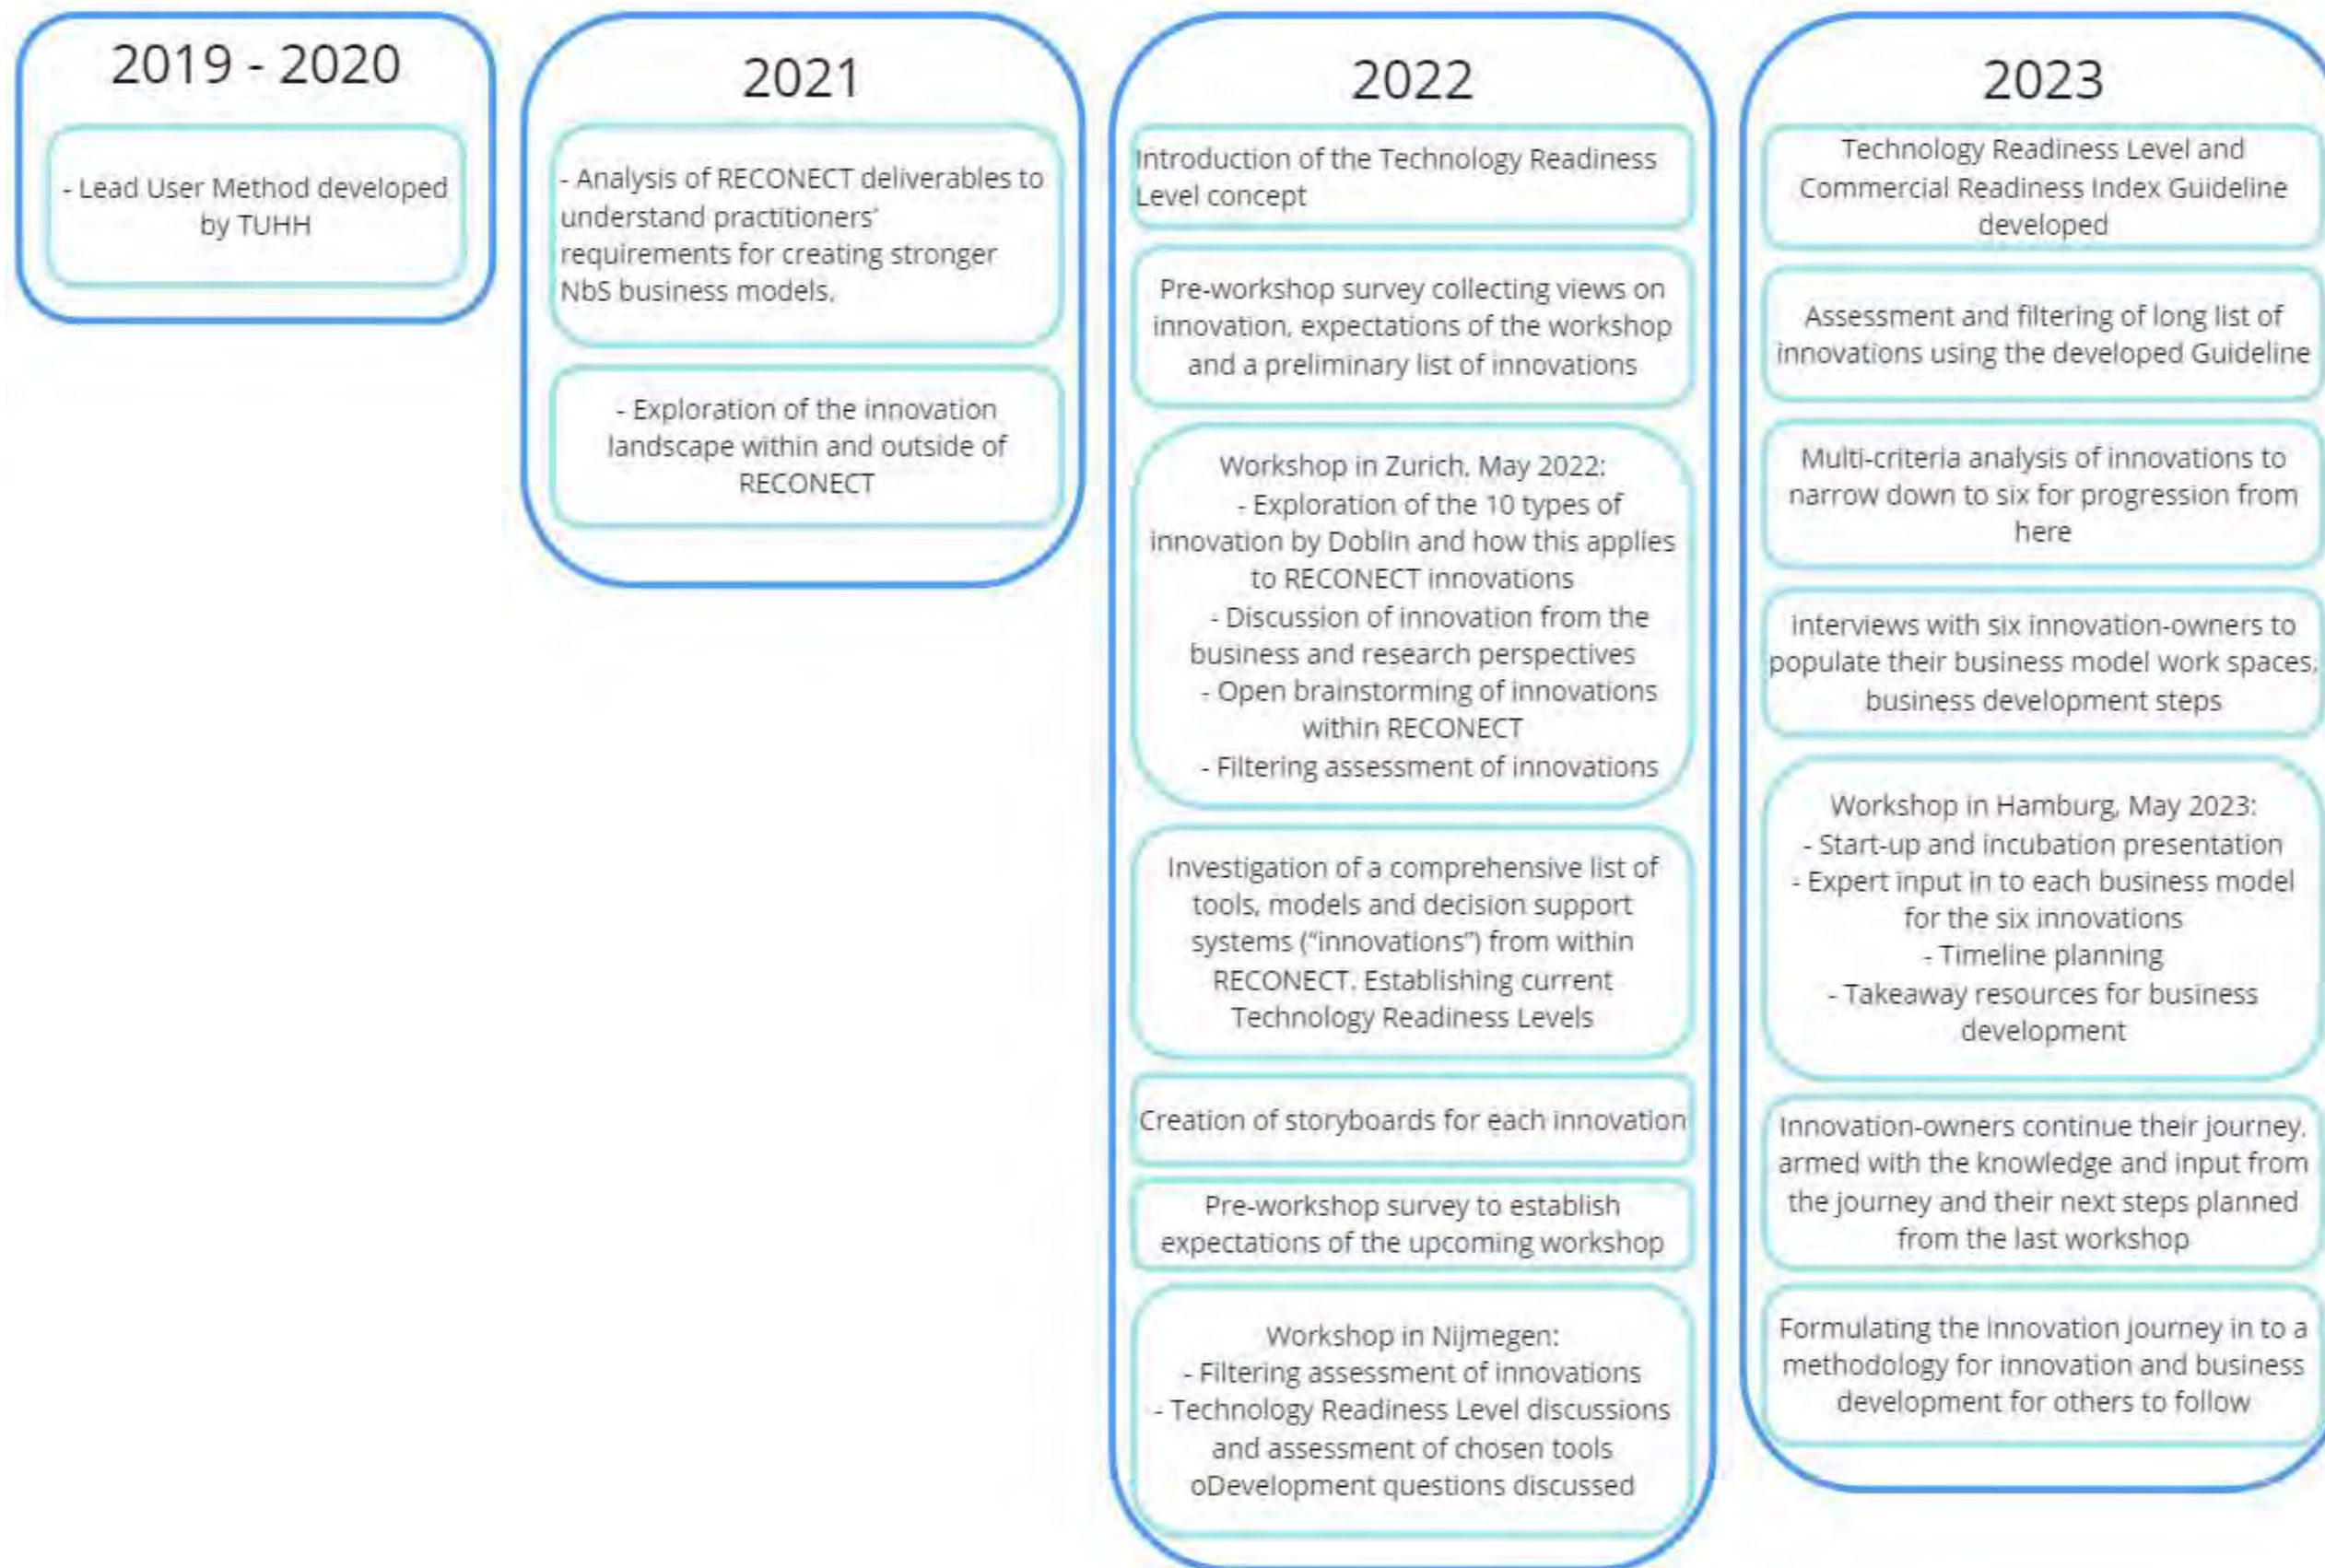 2019 - 2020
- Lead User Method developed
by TUHH
2021
- Analysis of RECONECT deliverables to
understand practitioners'
requirements for creating stronger
NbS business models.
- Exploration of the innovation
landscape within and outside of
RECONECT
2022
Introduction of the Technology Readiness
Level concept
Pre-workshop survey collecting views on
innovation, expectations of the workshop
and a preliminary list of innovations
Workshop in Zurich, May 2022:
- Exploration of the 10 types of
innovation by Doblin and how this applies
to RECONECT innovations
- Discussion of innovation from the
business and research perspectives
- Open brainstorming of innovations
within RECONECT
- Filtering assessment of innovations
Investigation of a comprehensive list of
tools, models and decision support
systems (“innovations”) from within
RECONECT. Establishing current
Technology Readiness Levels
Creation of storyboards for each innovation
Pre-workshop survey to establish
expectations of the upcoming workshop
Workshop in Nijmegen:
- Filtering assessment of innovations
- Technology Readiness Level discussions
and assessment of chosen tools
oDevelopment questions discussed
2023
Technology Readiness Level and
Commercial Readiness Index Guideline
developed
Assessment and filtering of long list of
innovations using the developed Guideline
Multi-criteria analysis of innovations to
narrow down to six for progression from
here
Interviews with six innovation-owners to
populate their business model work spaces,
business development steps
Workshop in Hamburg, May 2023:
- Start-up and incubation presentation
- Expert input in to each business model
for the six innovations
- Timeline planning
- Takeaway resources for business
development
Innovation-owners continue their journey,
armed with the knowledge and input from
the journey and their next steps planned
from the last workshop
Formulating the innovation journey in to a
methodology for innovation and business
development for others to follow